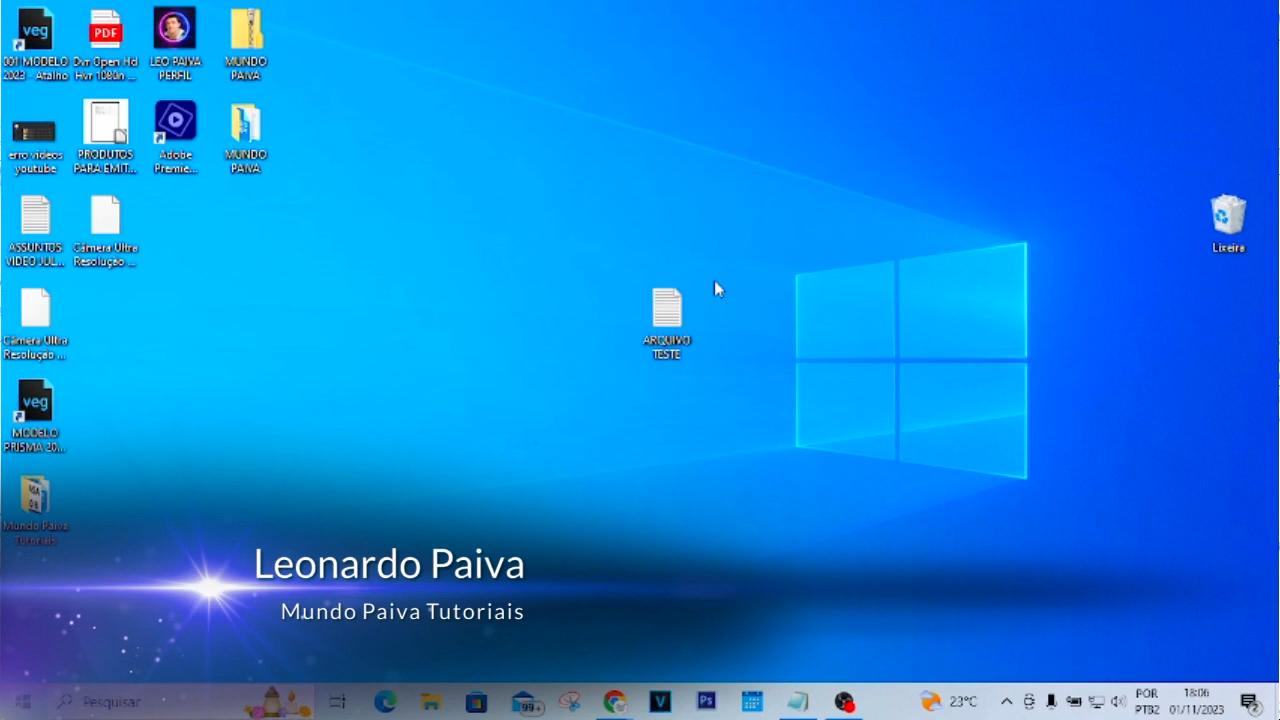 veg
001 MODELO
2023 - Atalho
PDF
Dvr Open Hd
Hvr 1080n ...
LEO PAIVA
PERFIL
MUNDO
PAIVA
erro videos
youtube
PRODUTOS
PARA EMIT...
Adobe
Premie...
MUNDO
PAIVA
ASSUNTOS
VIDEO JUL...
Câmera Ultra
Resolução ...
Lixeira
Câmera Ultra
Resolução ...
ARQUIVO
TESTE
veg
MODELO
PRISMA 20...
Mundo Paiva
Tutoriais
Leonardo Paiva
Mundo Paiva Tutoriais
Pesquisar
99+
V
Ps
23°C
POR
PTB2
18:06
01/11/2023
2